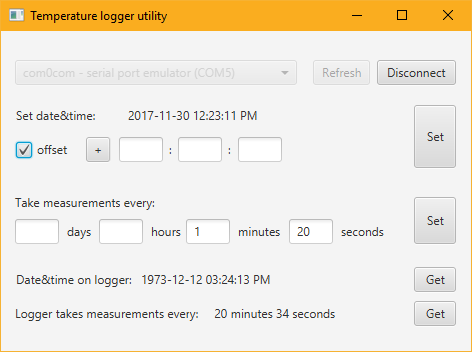 Temperature logger utility
com0com - serial port emulator (COM5) Refresh Disconnect
Set date&time: 2017-11-30 12:23:11 PM Set
offset + : :
Take measurements every:
days hours 1 minutes 20 seconds Set
Date&time on logger: 1973-12-12 03:24:13 PM Get
Logger takes measurements every: 20 minutes 34 seconds Get